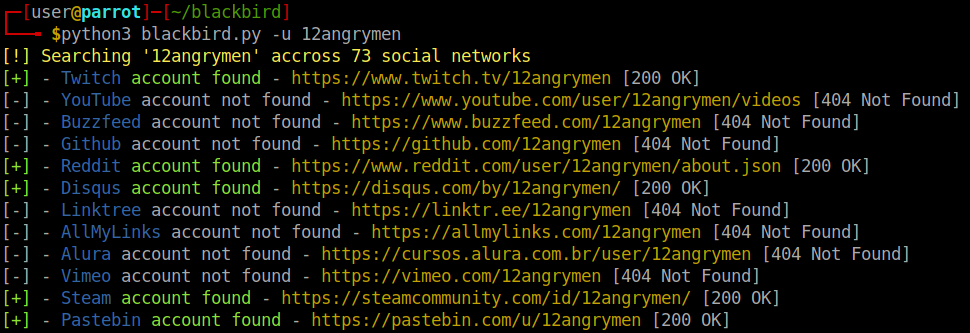 [user@parrot]-[~/blackbird]
$python3 blackbird.py -u 12angrymen
[!] Searching '12angrymen' accross 73 social networks
[+] - Twitch account found - https://www.twitch.tv/12angrymen [200 OK]
[-] - YouTube account not found - https://www.youtube.com/user/12angrymen/videos [404 Not Found]
[-] - Buzzfeed account not found - https://www.buzzfeed.com/12angrymen [404 Not Found]
[-] - Github account not found - https://github.com/12angrymen [404 Not Found]
[+] - Reddit account found - https://www.reddit.com/user/12angrymen/about.json [200 OK]
[+] - Disqus account found - https://disqus.com/by/12angrymen/ [200 OK]
[-] - Linktree account not found - https://linktr.ee/12angrymen [404 Not Found]
[-] - AllMyLinks account not found - https://allmylinks.com/12angrymen [404 Not Found]
[-] - Alura account not found - https://cursos.alura.com.br/user/12angrymen [404 Not Found]
[-] - Vimeo account not found - https://vimeo.com/12angrymen [404 Not Found]
[+] - Steam account found - https://steamcommunity.com/id/12angrymen/ [200 OK]
[+] - Pastebin account found - https://pastebin.com/u/12angrymen [200 OK]